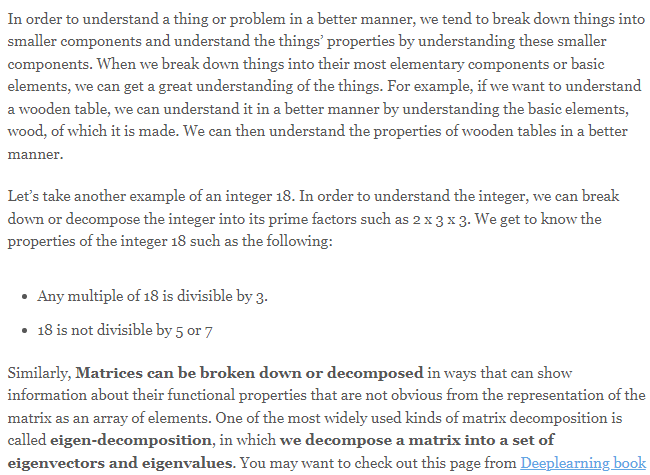 In order to understand a thing or problem in a better manner, we tend to break down things into
smaller components and understand the things’ properties by understanding these smaller
components. When we break down things into their most elementary components or basic
elements, we can get a great understanding of the things. For example, if we want to understand
a wooden table, we can understand it in a better manner by understanding the basic elements,
wood, of which it is made. We can then understand the properties of wooden tables in a better
manner.
Let’s take another example of an integer 18. In order to understand the integer, we can break
down or decompose the integer into its prime factors such as 2 x 3 x 3. We get to know the
properties of the integer 18 such as the following:
• Any multiple of 18 is divisible by 3.
• 18 is not divisible by 5 or 7
Similarly, Matrices can be broken down or decomposed in ways that can show
information about their functional properties that are not obvious from the representation of the
matrix as an array of elements. One of the most widely used kinds of matrix decomposition is
called eigen-decomposition, in which we decompose a matrix into a set of
eigenvectors and eigenvalues. You may want to check out this page from Deeplearning book